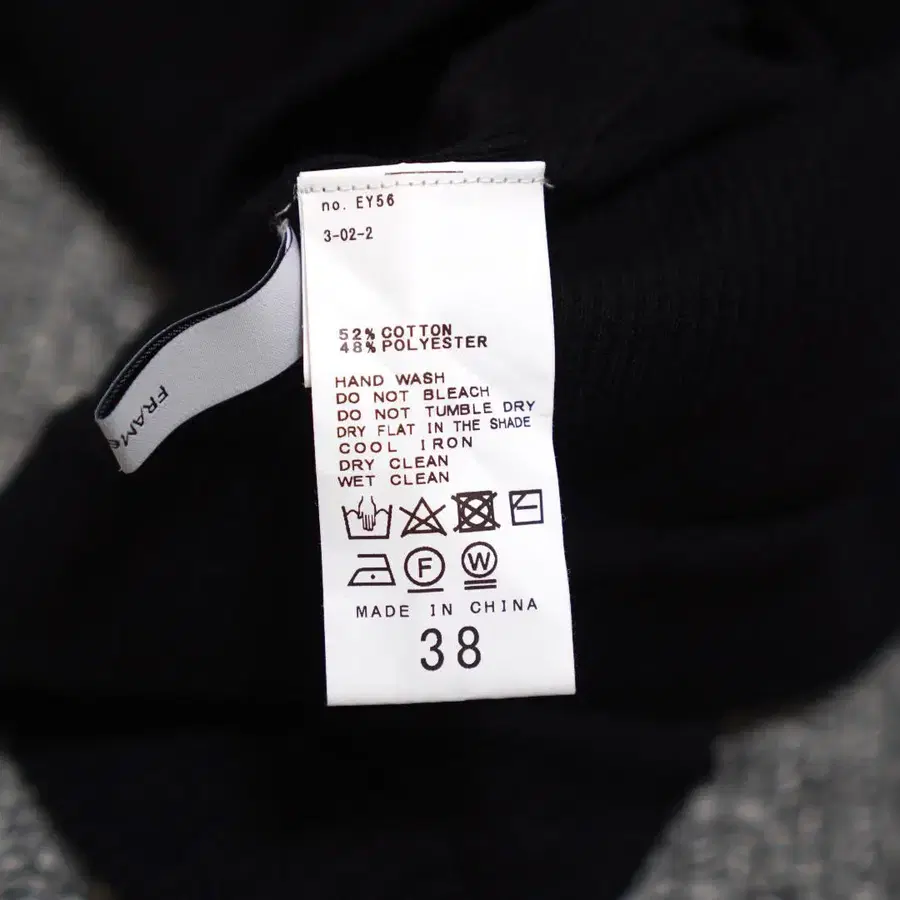 no. EY56
3-02-2
52% COTTON
48% POLYESTER
HAND WASH
DO NOT BLEACH
DO NOT TUMBLE DRY
DRY FLAT IN THE SHADE
COOL IRON
DRY CLEAN
WET CLEAN
F W
MADE IN CHINA
38